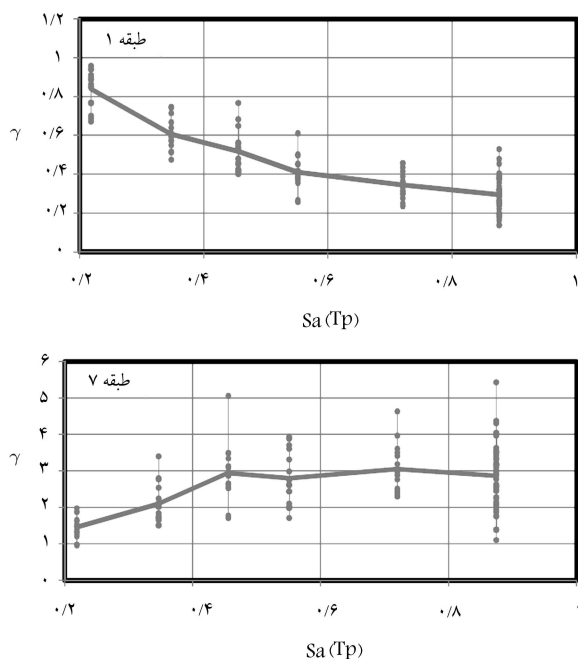 ۱/۲
طبقه ۱
۱
۰/۸
γ
۰/۶
۰/۴
۰/۲
۰
۰/۲ ۰/۴ ۰/۶ ۰/۸ ۱
Sa (Tp)
۶
طبقه ۷
۵
۴
γ
۳
۲
۱
۰
۰/۲ ۰/۴ ۰/۶ ۰/۸ ۱
Sa (Tp)